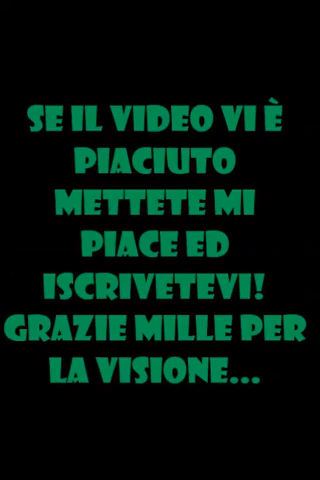 SE IL VIDEO VI È
PIACIUTO
METTETE MI
PIACE ED
ISCRIVETEVI!
GRAZIE MILLE PER
LA VISIONE...